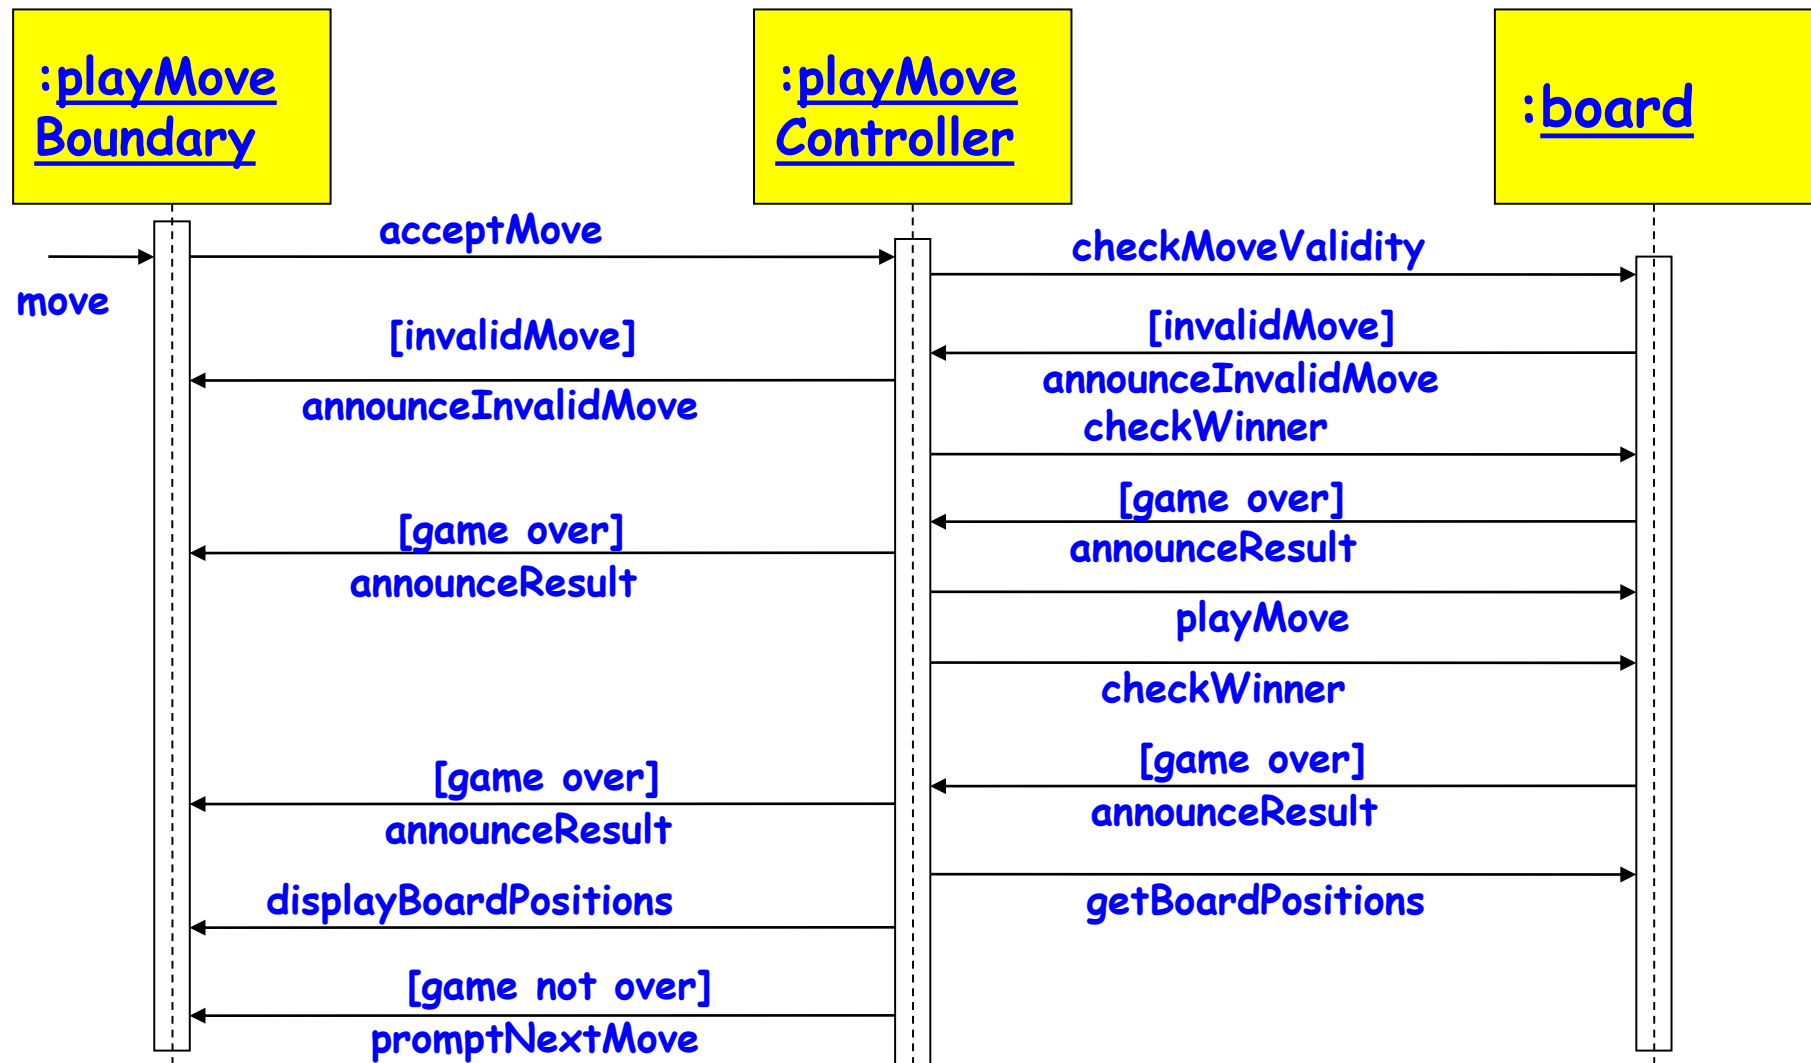 :playMove
Boundary
:playMove
Controller
:board
acceptMove
checkMoveValidity
move
[invalidMove]
announceInvalidMove
[invalidMove]
announceInvalidMove
checkWinner
[game over]
announceResult
[game over]
announceResult
playMove
checkWinner
[game over]
announceResult
[game over]
announceResult
displayBoardPositions
getBoardPositions
[game not over]
promptNextMove